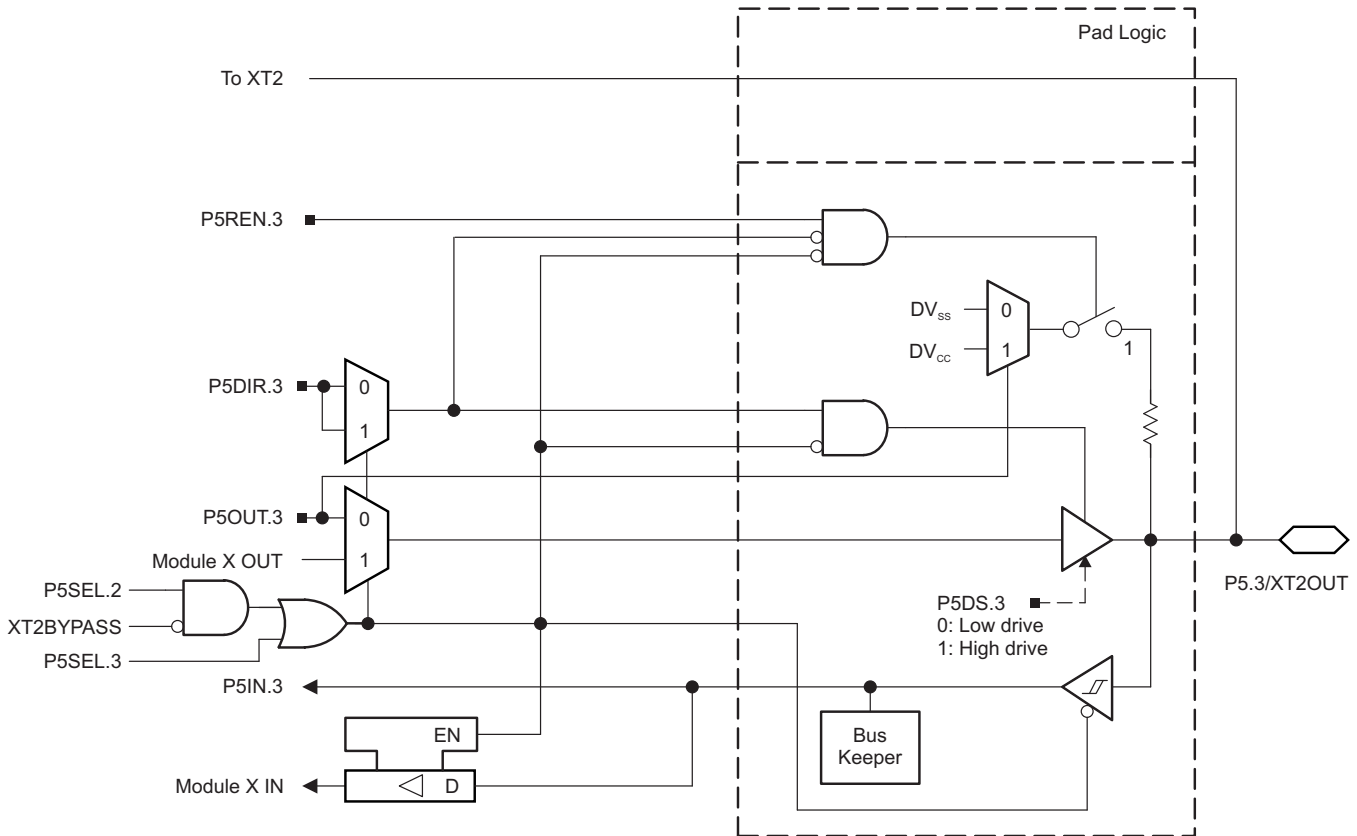 Pad Logic
To XT2
P5REN.3
DVSS
0
DVCC
1
1
P5DIR.3
0
1
P5OUT.3
0
Module X OUT
1
P5SEL.2
XT2BYPASS
P5SEL.3
P5DS.3
0: Low drive
1: High drive
P5.3/XT2OUT
P5IN.3
EN
Bus
Keeper
Module X IN
D